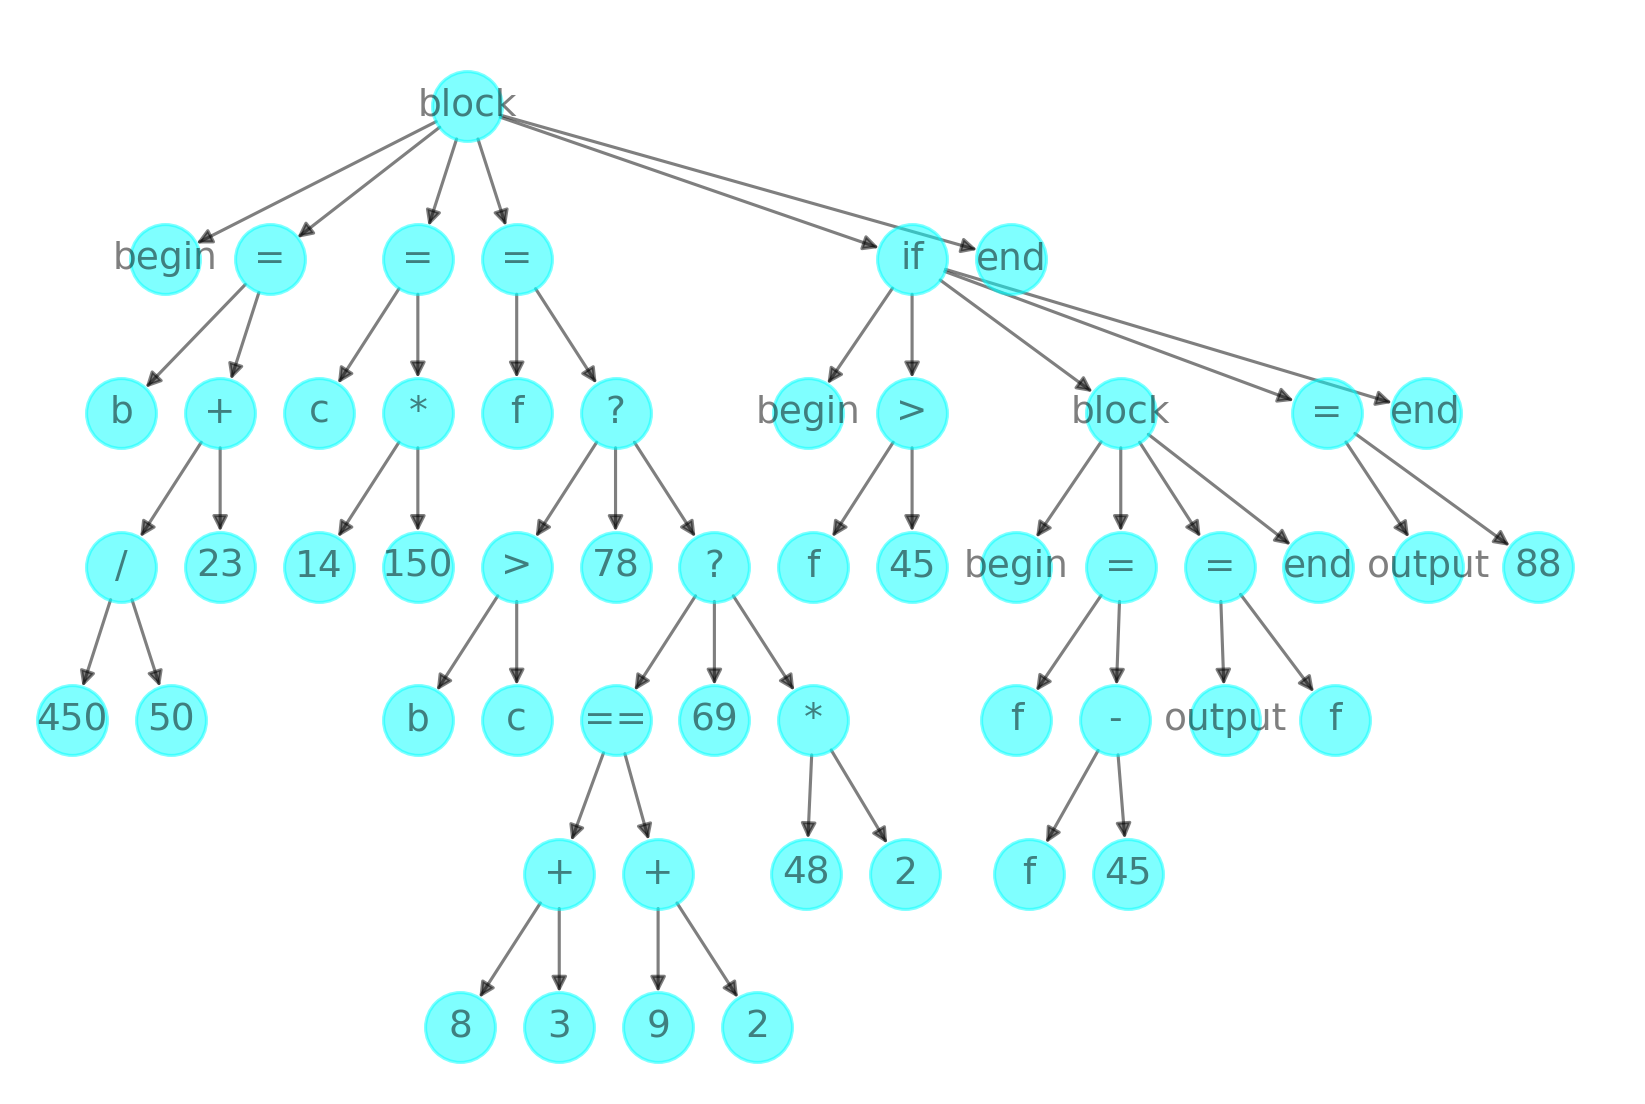 block
begin = = = if end
b + c * f ? begin > block = end
/ 23 14 150 > 78 ? f 45 begin = = end output 88
450 50 b c == 69 * f - output f
+ + 48 2 f 45
8 3 9 2